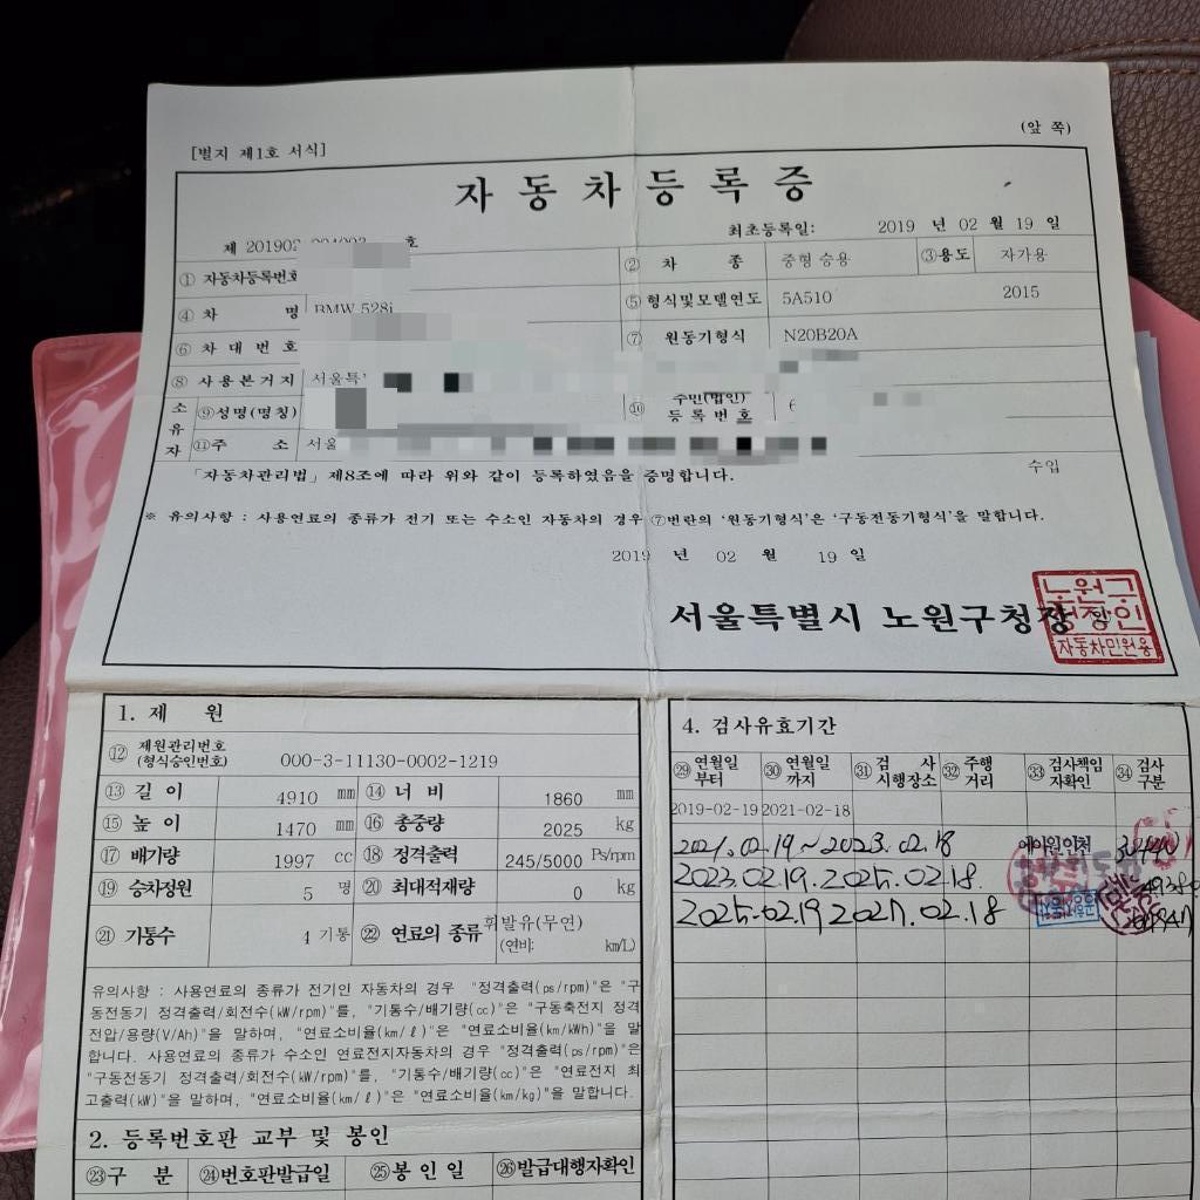 (앞 쪽)
[별지 제1호 서식]
자동차등록증
최초등록일: 2019 년 02 월 19 일
제 호
① 자동차등록번호
② 차 종 중형 승용 ③용도 자가용
④ 차 명 BMW 528i
⑤ 형식및모델연도 5A510 2015
⑥ 차 대 번 호
⑦ 원동기형식 N20B20A
⑧ 사 용 본 거 지
소유자
⑨성명(명칭)
⑩ 등 록 번 호
⑪주 소 서울
「자동차관리법」 제8조에 따라 위와 같이 등록하였음을 증명합니다. 수입
※ 유의사항 : 사용연료의 종류가 전기 또는 수소인 자동차의 경우 ⑦번란의 '원동기형식'은 '구동전동기형식'을 말합니다.
2019 년 02 월 19 일
서울특별시 노원구청장
자동차민원용
1. 제 원
⑫ 제원관리번호 (형식승인번호) 000-3-11130-0002-1219
⑬ 길 이 4910 mm ⑭ 너 비 1860 mm
⑮ 높 이 1470 mm ⑯ 총중량 2025 kg
⑰ 배기량 1997 cc ⑱ 정격출력 245/5000 Ps/rpm
⑲ 승차정원 5 명 ⑳ 최대적재량 0 kg
㉑ 기통수 4 기통 ㉒ 연료의 종류 휘발유(무연)
(연비: km/L)
유의사항 : 사용연료의 종류가 전기인 자동차의 경우 "정격출력(ps/rpm)"은 "구
동전동기 정격출력/회전수(kW/rpm)"를, "기통수/배기량(cc)"은 "구동축전지 정격
전압/용량(V/Ah)"을 말하며, "연료소비율(km/ℓ)"은 "연료소비율(km/kWh)"을 말
합니다. 사용연료의 종류가 수소인 연료전지자동차의 경우 "정격출력(ps/rpm)"은
"구동전동기 정격출력/회전수(kW/rpm)"를, "기통수/배기량(cc)"은 "연료전지 최
고출력(kW)"을 말하며, "연료소비율(km/ℓ)"은 "연료소비율(km/kg)"을 말합니다.
2. 등록번호판 교부 및 봉인
㉓구 분 ㉔번호판발급일 ㉕봉 인 일 ㉖발급대행자확인
4. 검사유효기간
㉙ 연월일 부터 ㉚ 연월일 까지 ㉛ 검 사 시행장소 ㉜ 주행 거리 ㉝ 검사책임 자확인 ㉞ 검사 구분
2019-02-19 2021-02-18
2021.02.19~2023.02.18 에이원인천
2023.02.19. 2025.02.18.
2025.02.19 2027.02.18